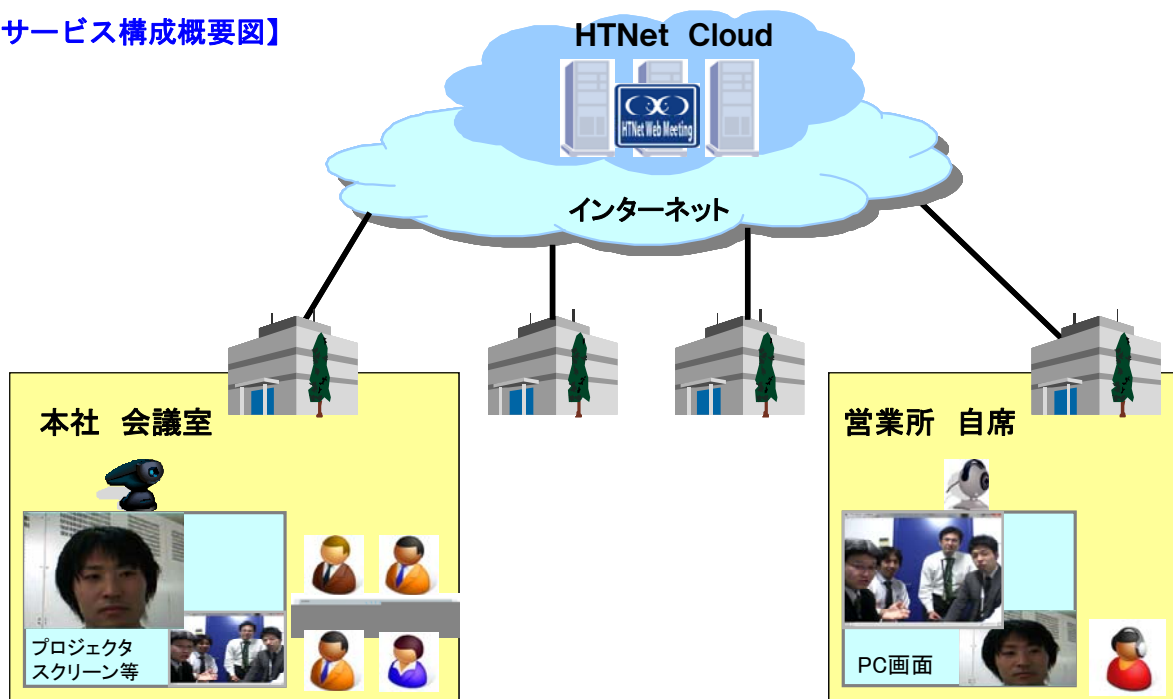 サービス構成概要図】
HTNet Cloud
HTNet Web Meeting
インターネット
本社 会議室
営業所 自席
プロジェクタ
スクリーン等
PC画面